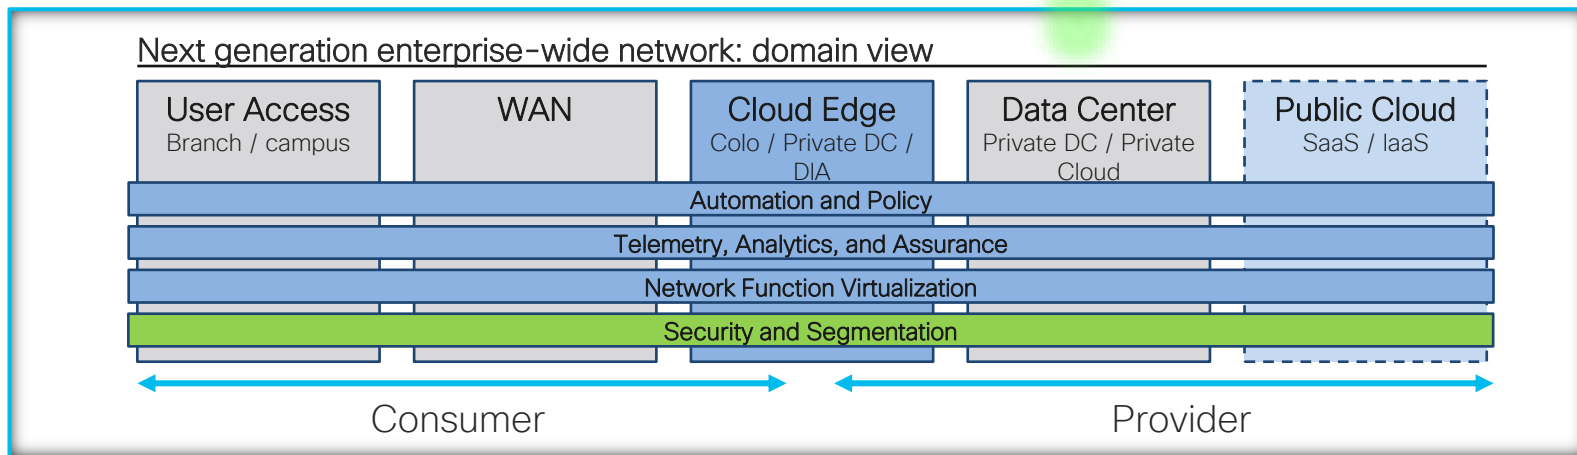 Next generation enterprise-wide network: domain view
User Access
Branch / campus
WAN
Cloud Edge
Colo / Private DC /
DIA
Data Center
Private DC / Private
Cloud
Public Cloud
SaaS / IaaS
Automation and Policy
Telemetry, Analytics, and Assurance
Network Function Virtualization
Security and Segmentation
Consumer
Provider